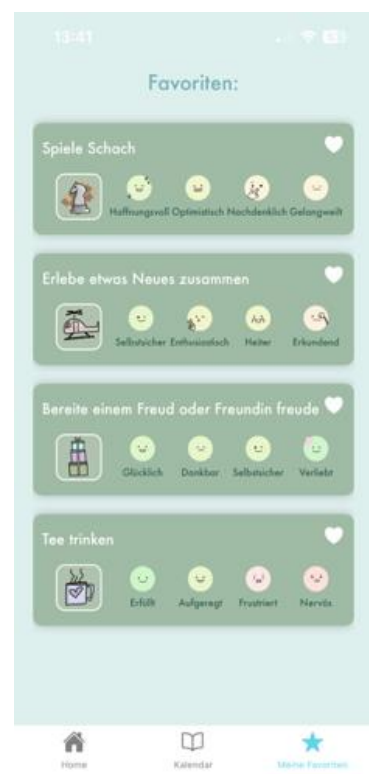 13:41
Favoriten:
Spiele Schach
Hoffnungsvoll Optimistisch Nachdenklich Gelangweilt
Erlebe etwas Neues zusammen
Selbstsicher Enthusiastisch Heiter Erkundend
Bereite einem Freud oder Freundin freude
Glücklich Dankbar Selbstsicher Verliebt
Tee trinken
Erfüllt Aufgeregt Frustriert Nervös
Home Kalendar Meine Favoriten